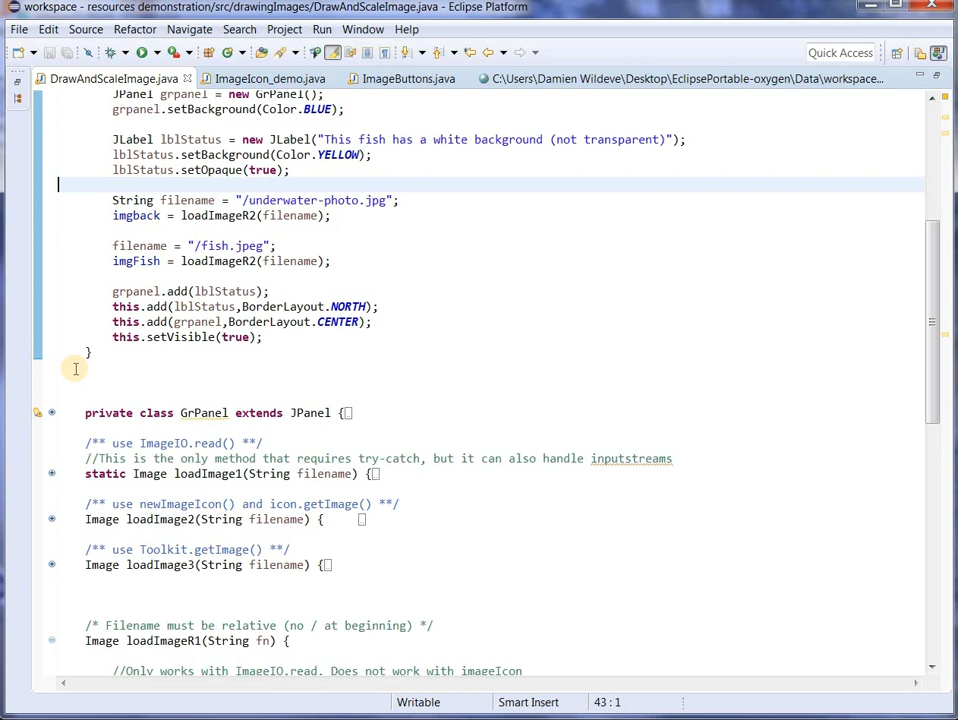 workspace - resources demonstration/src/drawingImages/DrawAndScaleImage.java - Eclipse Platform
File Edit Source Refactor Navigate Search Project Run Window Help
Quick Access
DrawAndScaleImage.java ImageIcon_demo.java ImageButtons.java C:\Users\Damien Wildeve\Desktop\EclipsePortable-oxygen\Data\workspace...
JPanel grpanel = new GrPanel();
grpanel.setBackground(Color.BLUE);
JLabel lblStatus = new JLabel("This fish has a white background (not transparent)");
lblStatus.setBackground(Color.YELLOW);
lblStatus.setOpaque(true);
String filename = "/underwater-photo.jpg";
imgback = loadImageR2(filename);
filename = "/fish.jpeg";
imgFish = loadImageR2(filename);
grpanel.add(lblStatus);
this.add(lblStatus,BorderLayout.NORTH);
this.add(grpanel,BorderLayout.CENTER);
this.setVisible(true);
}
private class GrPanel extends JPanel {
/** use ImageIO.read() **/
//This is the only method that requires try-catch, but it can also handle inputstreams
static Image loadImage1(String filename) {
/** use newImageIcon() and icon.getImage() **/
Image loadImage2(String filename) {
/** use Toolkit.getImage() **/
Image loadImage3(String filename) {
/* Filename must be relative (no / at beginning) */
Image loadImageR1(String fn) {
//Only works with ImageIO.read. Does not work with imageIcon
Writable Smart Insert 43 : 1